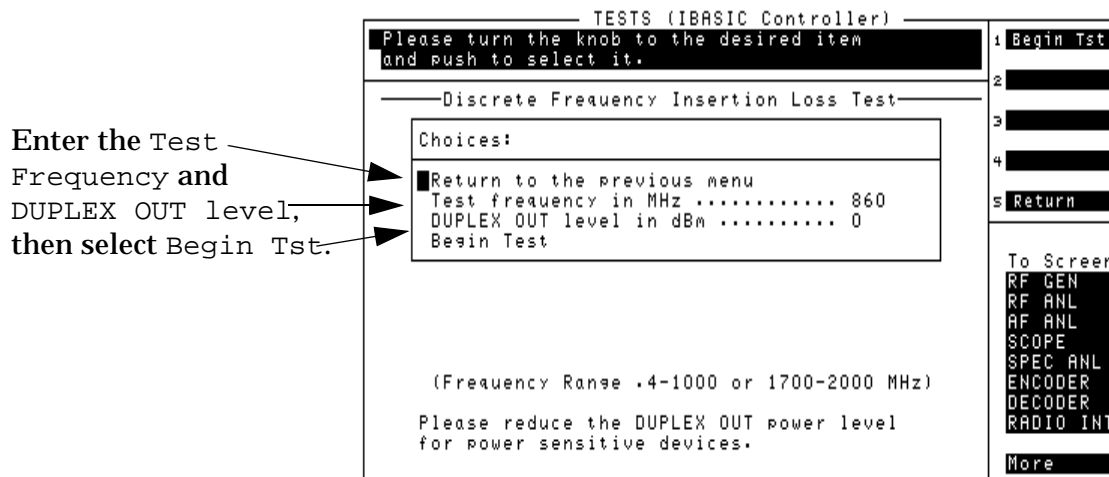 Enter the Test
Frequency and
DUPLEX OUT level,
then select Begin Tst.
TESTS (IBASIC Controller)
Please turn the knob to the desired item
and push to select it.
Discrete Frequency Insertion Loss Test
Choices:
Return to the previous menu
Test frequency in MHz ............ 860
DUPLEX OUT level in dBm .......... 0
Begin Test
(Frequency Range .4-1000 or 1700-2000 MHz)
Please reduce the DUPLEX OUT power level
for power sensitive devices.
1 Begin Tst
2
3
4
5 Return
To Screen
RF GEN
RF ANL
AF ANL
SCOPE
SPEC ANL
ENCODER
DECODER
RADIO INT
More